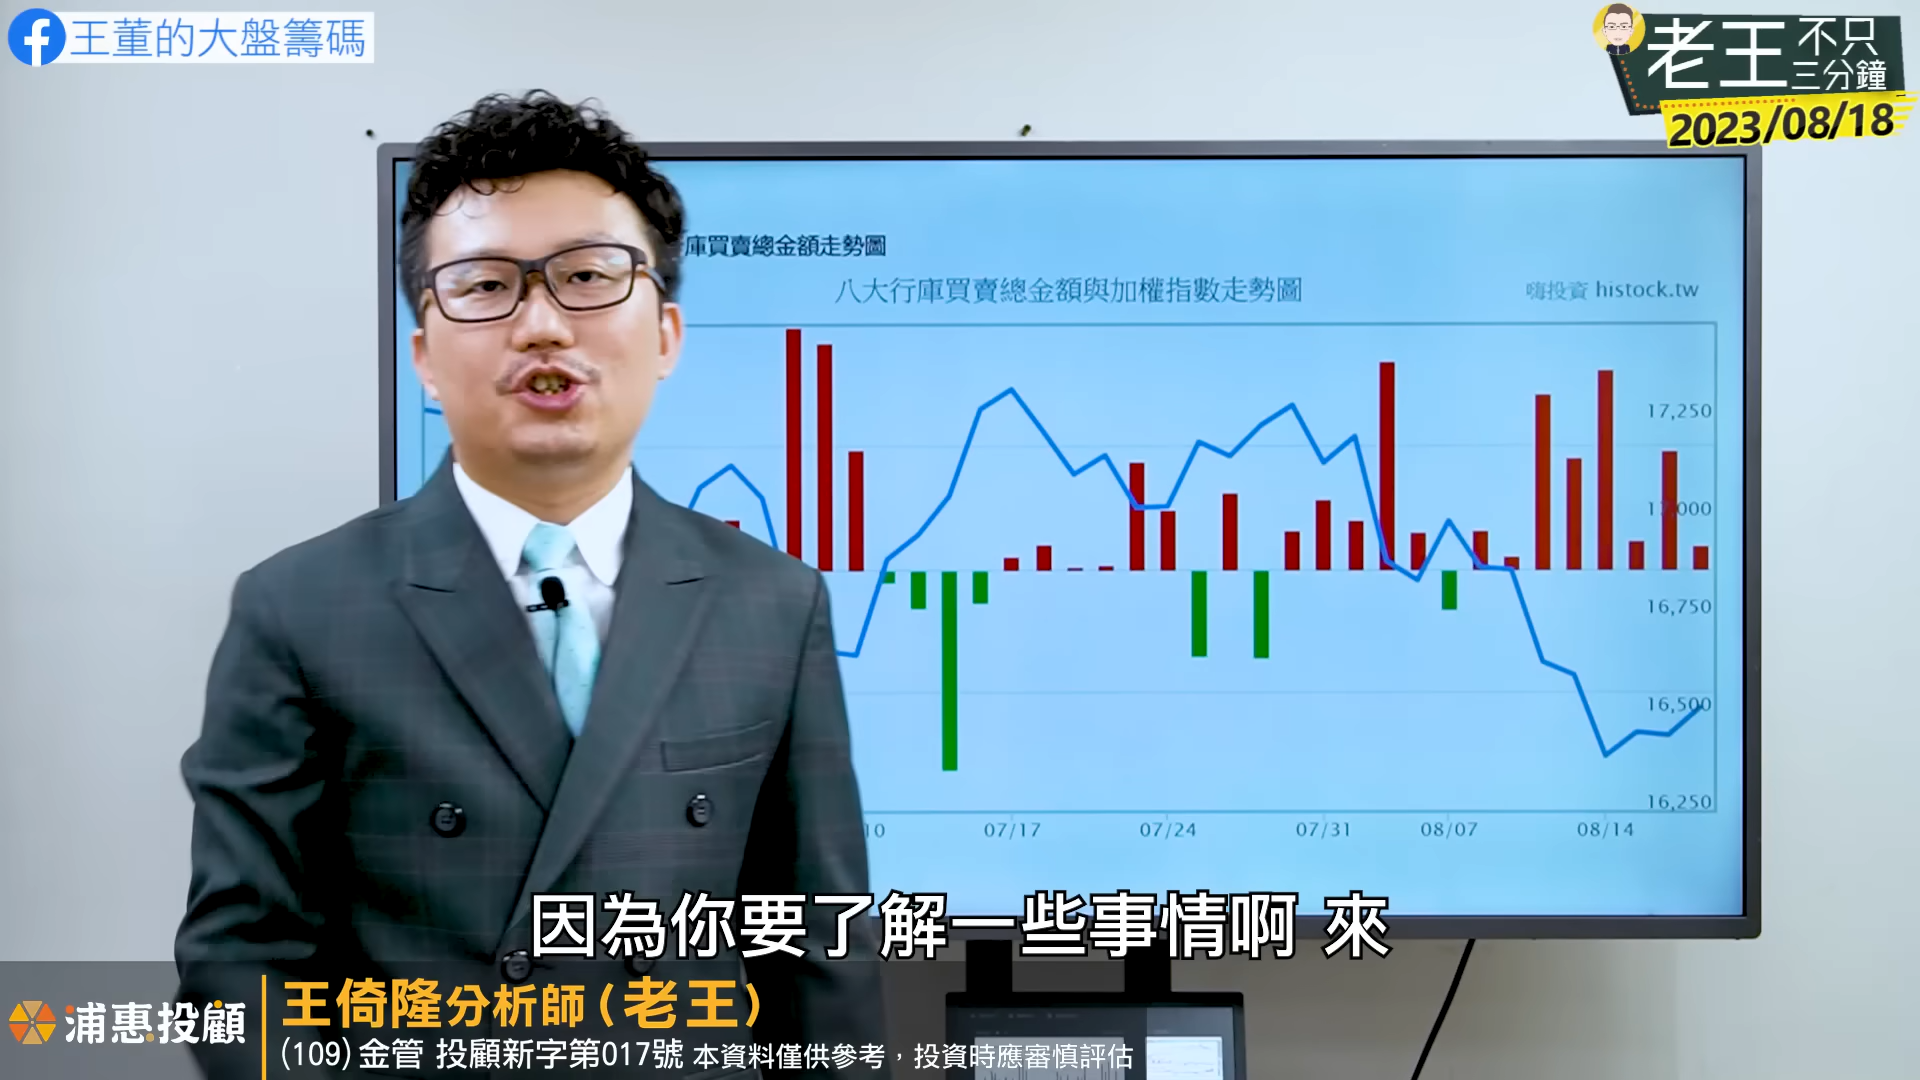 王董的大盤籌碼
老王不只三分鐘
2023/08/18
庫買賣總金額走勢圖
八大行庫買賣總金額與加權指數走勢圖
嗨投資 histock.tw
17,250
17,000
16,750
16,500
16,250
10 07/17 07/24 07/31 08/07 08/14
因為你要了解一些事情啊 來
浦惠投顧
王倚隆分析師(老王)
(109)金管 投顧新字第017號 本資料僅供參考，投資時應審慎評估